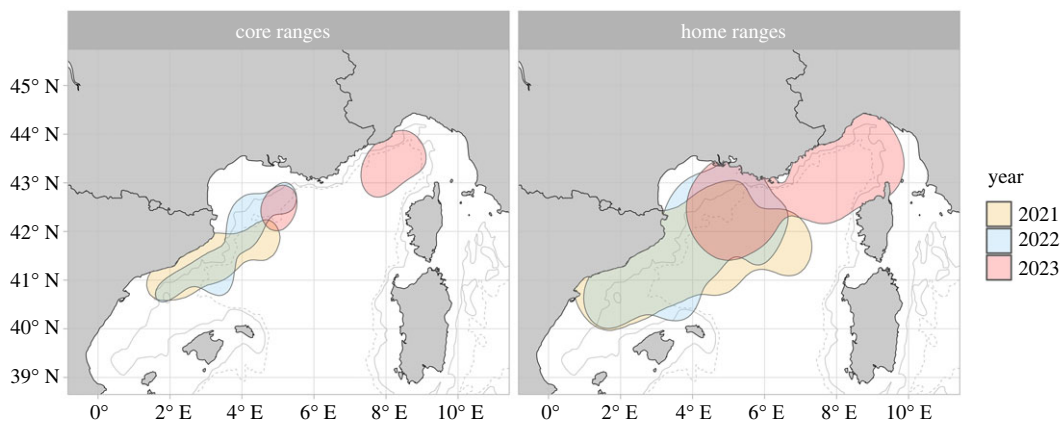 core ranges
home ranges
45° N
44° N
43° N
42° N
41° N
40° N
39° N
0°
2° E
4° E
6° E
8° E
10° E
0°
2° E
4° E
6° E
8° E
10° E
year
2021
2022
2023